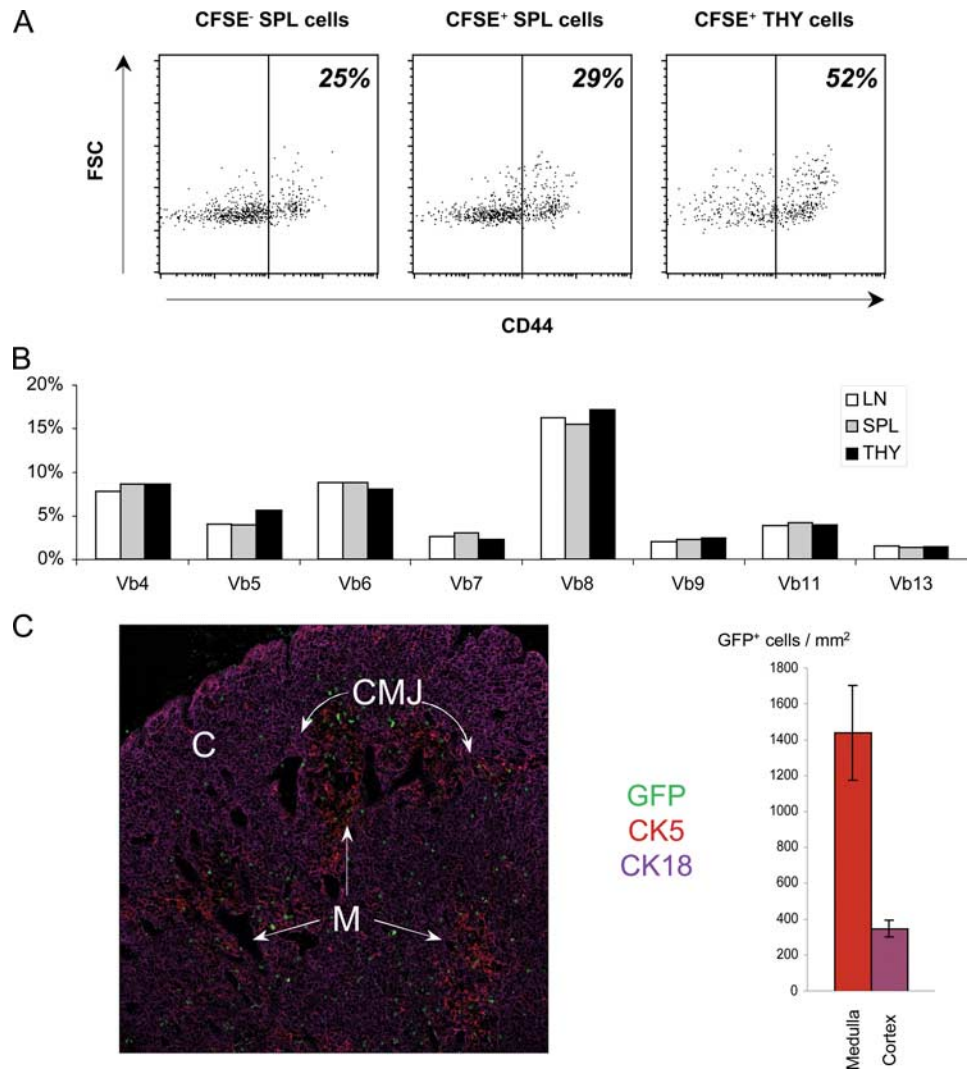 A
CFSE⁻ SPL cells
CFSE⁺ SPL cells
CFSE⁺ THY cells
25%
29%
52%
FSC
CD44
B
20%
15%
10%
5%
0%
LN
SPL
THY
Vb4 Vb5 Vb6 Vb7 Vb8 Vb9 Vb11 Vb13
C
CMJ
C
M
GFP
CK5
CK18
GFP⁺ cells / mm²
1800
1600
1400
1200
1000
800
600
400
200
0
Medulla
Cortex